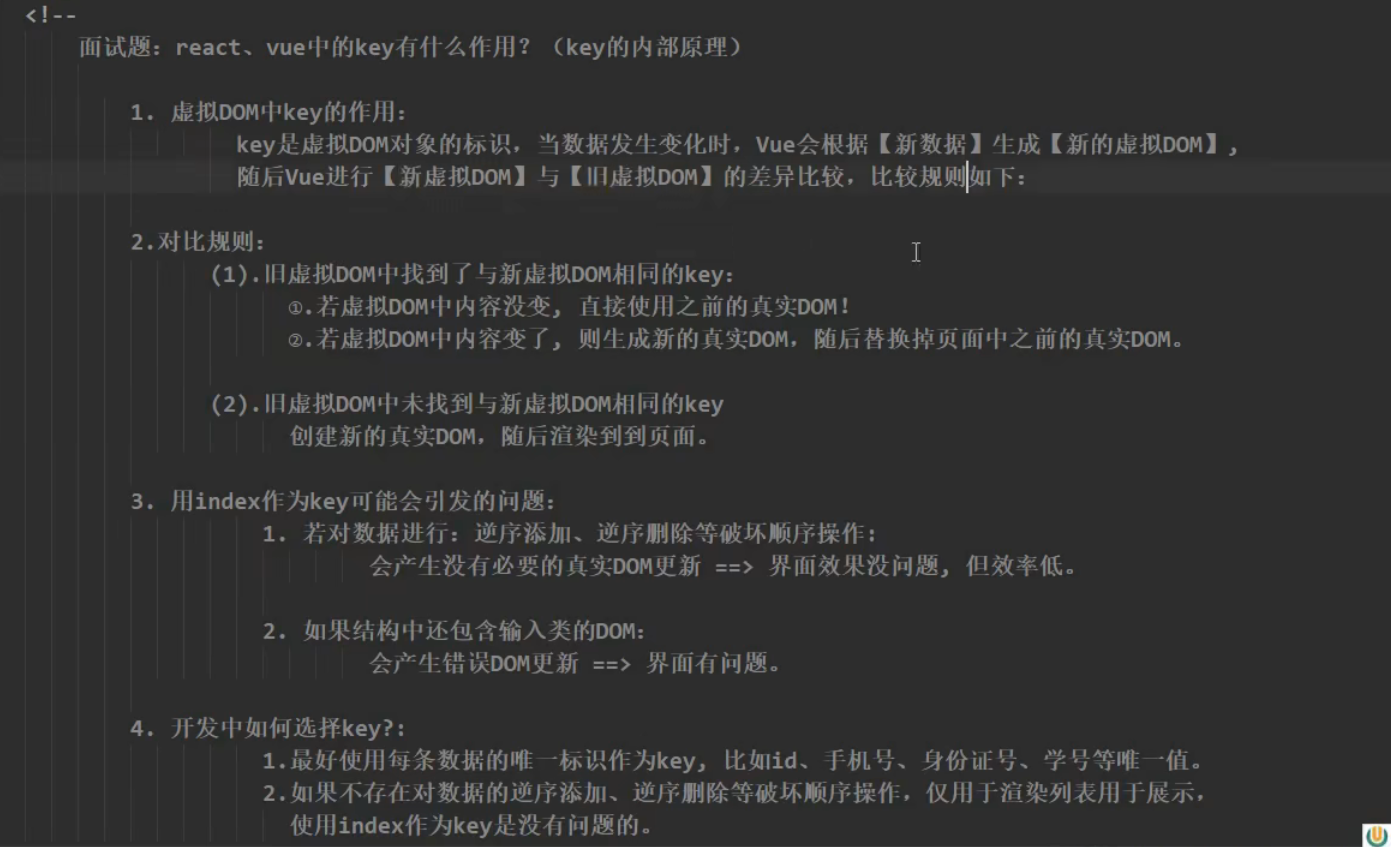 <!--
面试题：react、vue中的key有什么作用？（key的内部原理）
1. 虚拟DOM中key的作用：
key是虚拟DOM对象的标识，当数据发生变化时，Vue会根据【新数据】生成【新的虚拟DOM】,
随后Vue进行【新虚拟DOM】与【旧虚拟DOM】的差异比较，比较规则如下：
2.对比规则：
(1).旧虚拟DOM中找到了与新虚拟DOM相同的key：
①.若虚拟DOM中内容没变, 直接使用之前的真实DOM！
②.若虚拟DOM中内容变了, 则生成新的真实DOM，随后替换掉页面中之前的真实DOM。
(2).旧虚拟DOM中未找到与新虚拟DOM相同的key
创建新的真实DOM，随后渲染到到页面。
3. 用index作为key可能会引发的问题：
1. 若对数据进行：逆序添加、逆序删除等破坏顺序操作:
会产生没有必要的真实DOM更新 ==> 界面效果没问题, 但效率低。
2. 如果结构中还包含输入类的DOM：
会产生错误DOM更新 ==> 界面有问题。
4. 开发中如何选择key?:
1.最好使用每条数据的唯一标识作为key, 比如id、手机号、身份证号、学号等唯一值。
2.如果不存在对数据的逆序添加、逆序删除等破坏顺序操作，仅用于渲染列表用于展示，
使用index作为key是没有问题的。